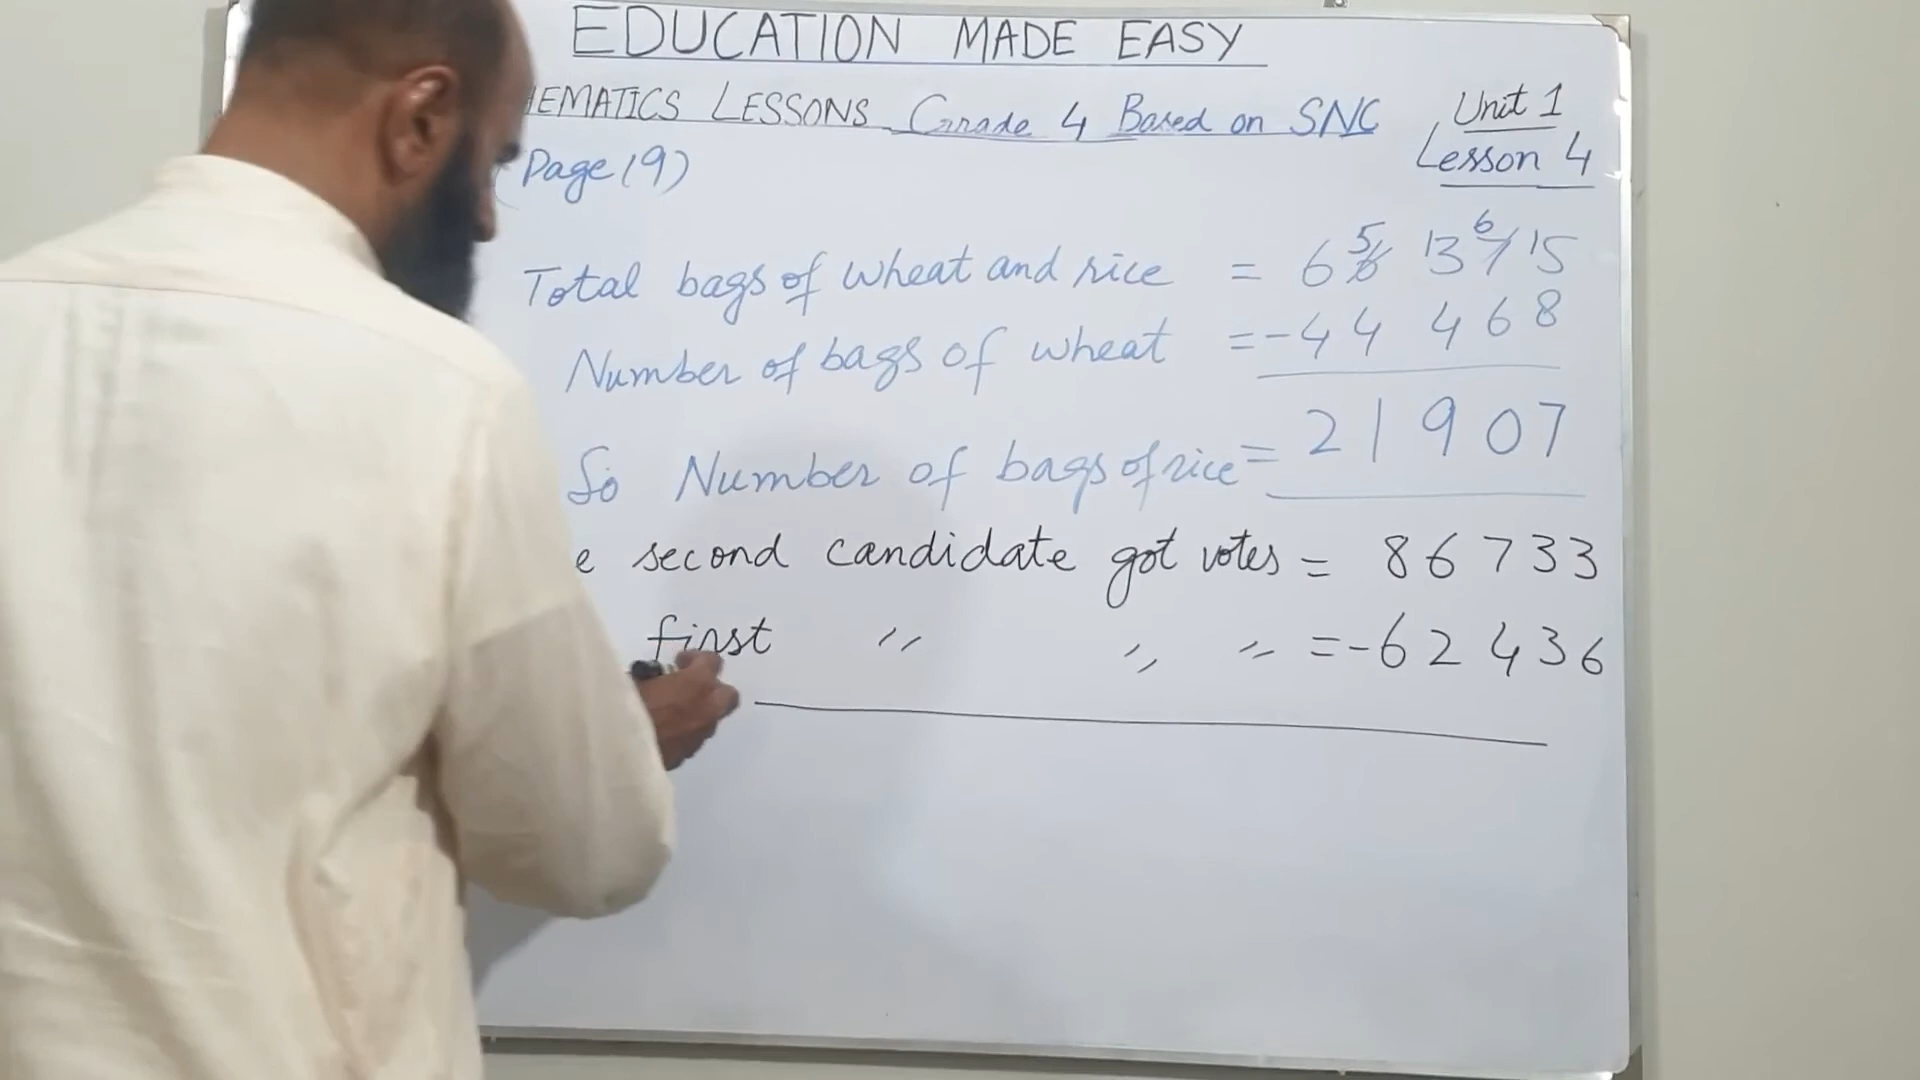 EDUCATION MADE EASY
HEMATICS LESSONS Grade 4 Based on SNC
Unit 1
Lesson 4
(Page 19)
Total bags of wheat and rice = 6 5 6 13 6 7 15
Number of bags of wheat = - 4 4 4 6 8
So Number of bags of rice = 2 1 9 0 7
e second candidate got votes = 8 6 7 3 3
first " " " = - 6 2 4 3 6